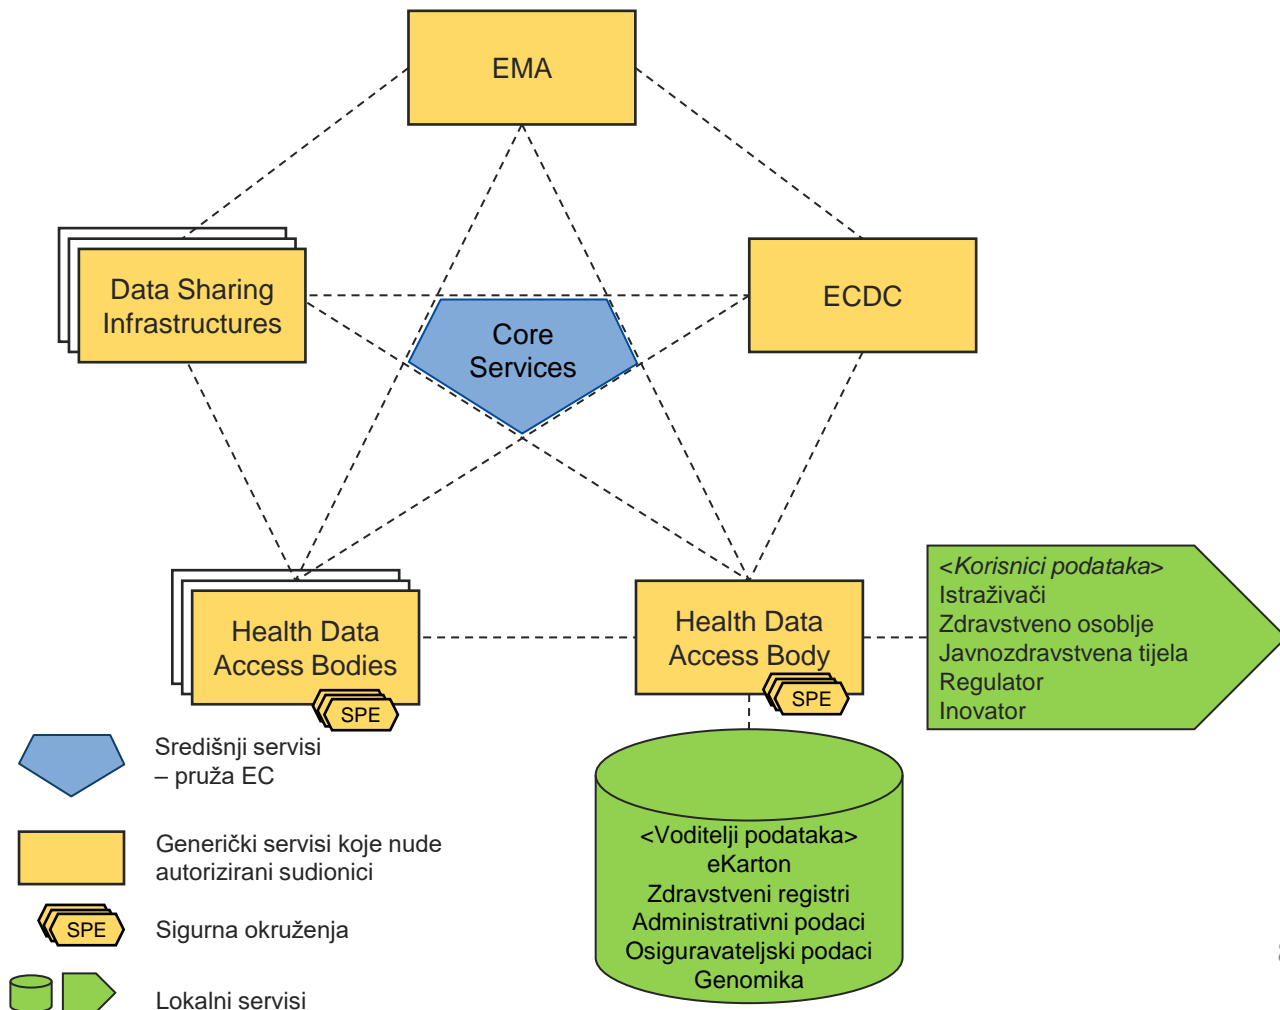 EMA
Data Sharing
Infrastructures
ECDC
Core
Services
Health Data
Access Bodies
SPE
Health Data
Access Body
SPE
<Korisnici podataka>
Istraživači
Zdravstveno osoblje
Javnozdravstvena tijela
Regulator
Inovator
<Voditelji podataka>
eKarton
Zdravstveni registri
Administrativni podaci
Osiguravateljski podaci
Genomika
Središnji servisi
– pruža EC
Generički servisi koje nude
autorizirani sudionici
SPE
Sigurna okruženja
Lokalni servisi